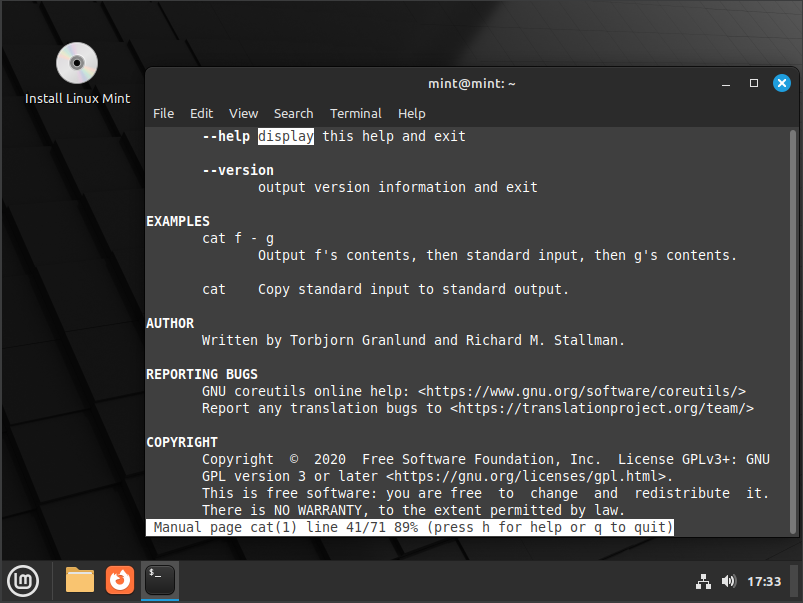 Install Linux Mint
mint@mint: ~
File Edit View Search Terminal Help
--help display this help and exit
--version
output version information and exit
EXAMPLES
cat f - g
Output f's contents, then standard input, then g's contents.
cat Copy standard input to standard output.
AUTHOR
Written by Torbjorn Granlund and Richard M. Stallman.
REPORTING BUGS
GNU coreutils online help: <https://www.gnu.org/software/coreutils/>
Report any translation bugs to <https://translationproject.org/team/>
COPYRIGHT
Copyright © 2020 Free Software Foundation, Inc. License GPLv3+: GNU
GPL version 3 or later <https://gnu.org/licenses/gpl.html>.
This is free software: you are free to change and redistribute it.
There is NO WARRANTY, to the extent permitted by law.
Manual page cat(1) line 41/71 89% (press h for help or q to quit)
$_
17:33